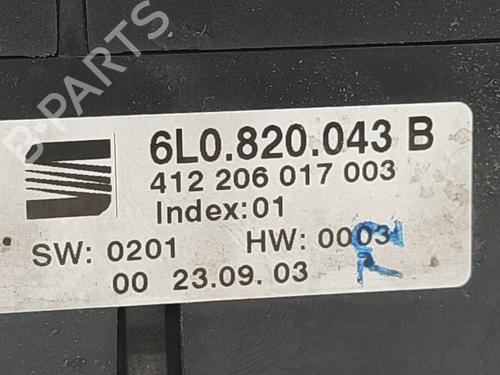 B-PARTS
6L0.820.043 B
412 206 017 003
Index:01
SW: 0201 HW: 0003
00 23.09.03